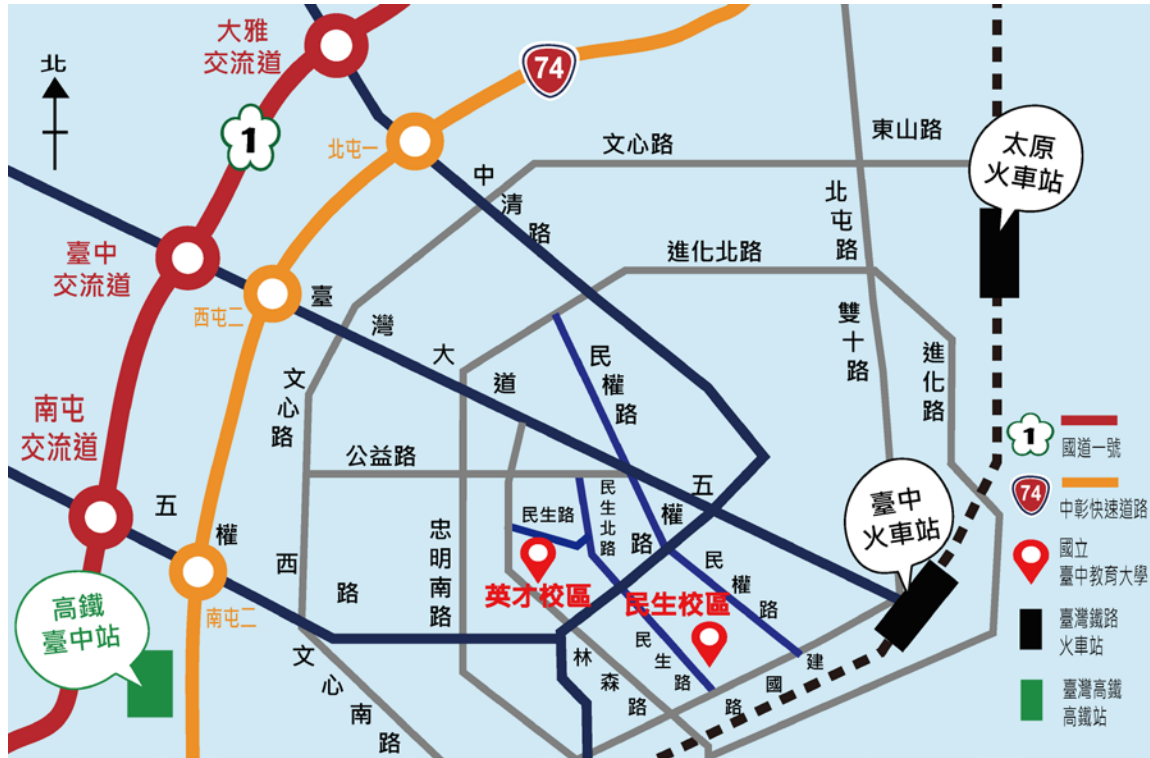 大雅
交流道
北
1
74
北屯一
中清路
文心路
東山路
太原
火車站
北屯路
進化北路
臺中
交流道
西屯二
臺灣大道
雙十路
進化路
民權路
文心路
南屯
交流道
公益路
五權西路
忠明南路
民生路
民生北路
五權路
臺中
火車站
英才校區
民生校區
民權路
高鐵
臺中站
南屯二
文心南路
林森路
民生路
建國路
1
國道一號
74
中彰快速道路
國立
臺中教育大學
臺灣鐵路
火車站
臺灣高鐵
高鐵站